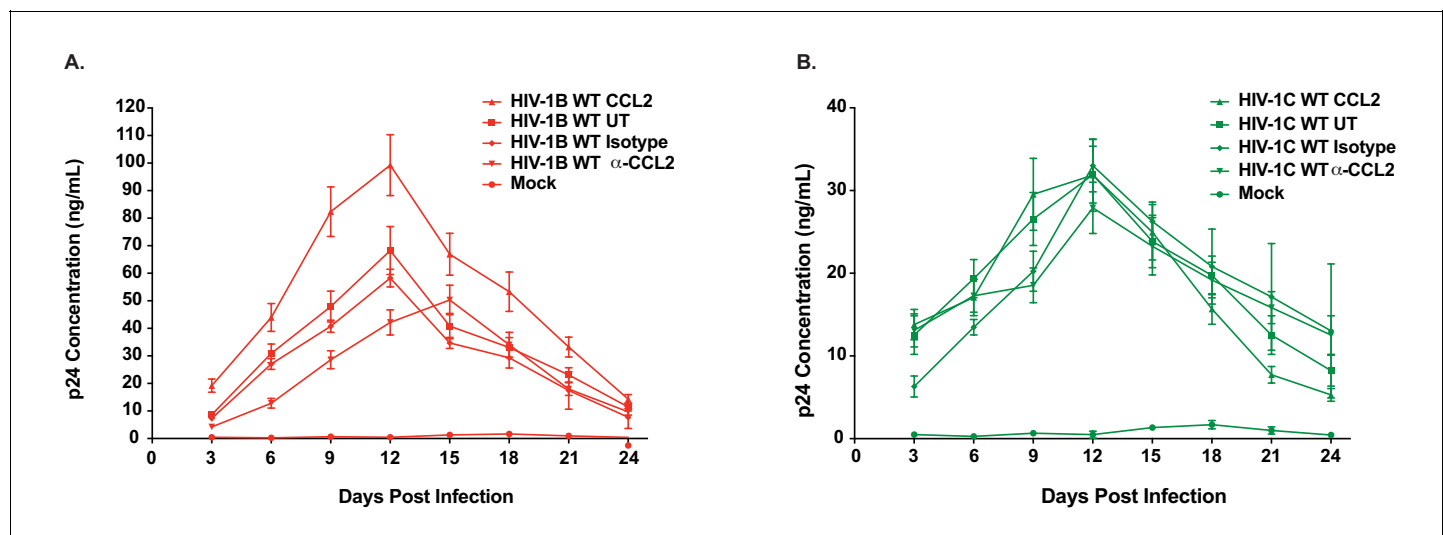 A.
HIV-1B WT CCL2
HIV-1B WT UT
HIV-1B WT Isotype
HIV-1B WT α-CCL2
Mock
p24 Concentration (ng/mL)
120
110
100
90
80
70
60
50
40
30
20
10
0
0 3 6 9 12 15 18 21 24
Days Post Infection
B.
HIV-1C WT CCL2
HIV-1C WT UT
HIV-1C WT Isotype
HIV-1C WT α-CCL2
Mock
p24 Concentration (ng/mL)
40
30
20
10
0
0 3 6 9 12 15 18 21 24
Days Post Infection